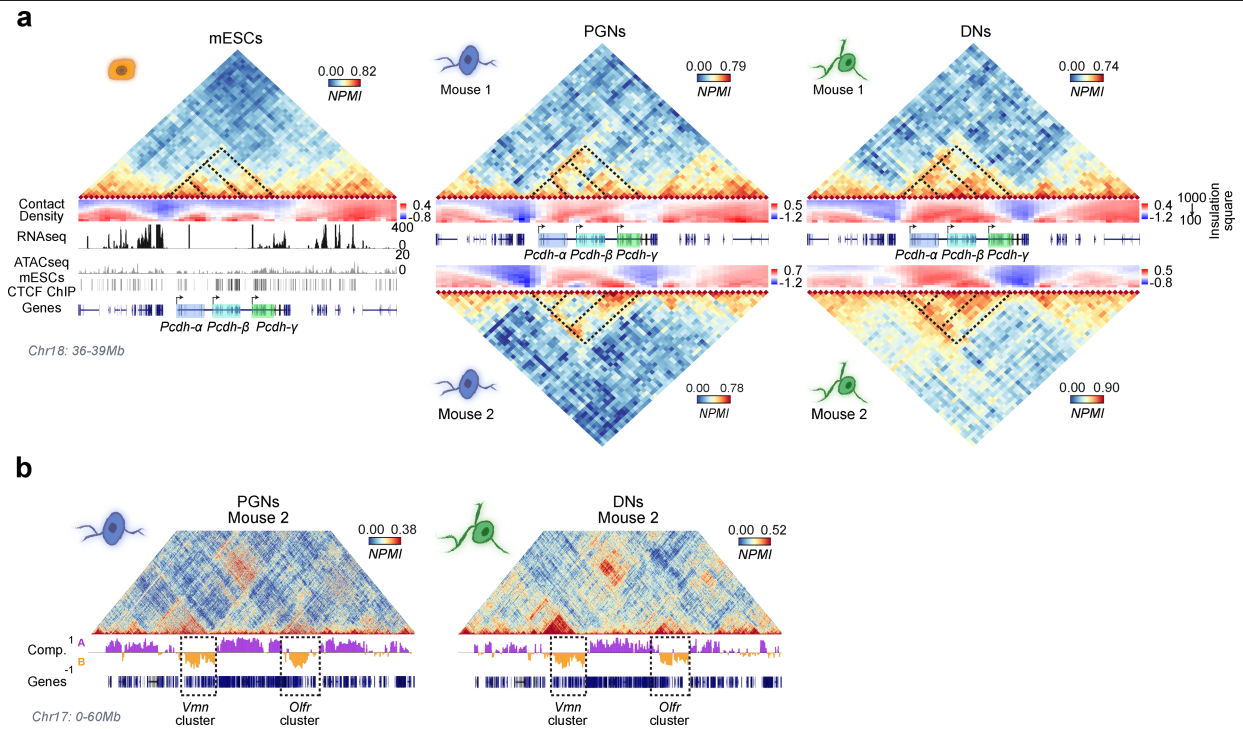 a
mESCs
0.00 0.82
NPMI
PGNs
Mouse 1
0.00 0.79
NPMI
DNs
Mouse 1
0.00 0.74
NPMI
Contact
Density
0.4
-0.8
RNAseq
400
0
ATACseq
20
0
mESCs
CTCF ChIP
Genes
Pcdh-α Pcdh-β Pcdh-γ
Chr18: 36-39Mb
0.5
-1.2
Pcdh-α Pcdh-β Pcdh-γ
0.7
-1.2
Mouse 2
0.00 0.78
NPMI
0.4
-1.2
1000
100
Insulation
square
Pcdh-α Pcdh-β Pcdh-γ
0.5
-0.8
Mouse 2
0.00 0.90
NPMI
b
PGNs
Mouse 2
0.00 0.38
NPMI
DNs
Mouse 2
0.00 0.52
NPMI
Comp.
1
A
B
-1
Genes
Vmn
cluster
Olfr
cluster
Vmn
cluster
Olfr
cluster
Chr17: 0-60Mb